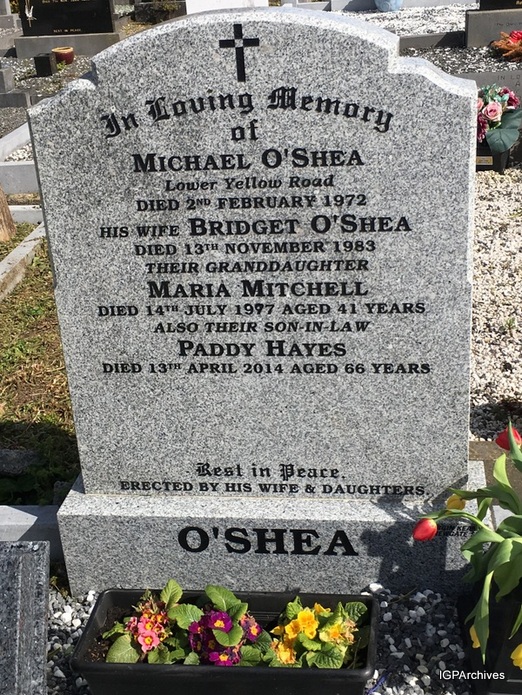 In Loving Memory
of
MICHAEL O'SHEA
Lower Yellow Road
DIED 2ND FEBRUARY 1972
HIS WIFE BRIDGET O'SHEA
DIED 13TH NOVEMBER 1983
THEIR GRANDDAUGHTER
MARIA MITCHELL
DIED 14TH JULY 1977 AGED 41 YEARS
ALSO THEIR SON-IN-LAW
PADDY HAYES
DIED 13TH APRIL 2014 AGED 66 YEARS
Rest in Peace.
ERECTED BY HIS WIFE & DAUGHTERS.
O'SHEA
IGPArchives